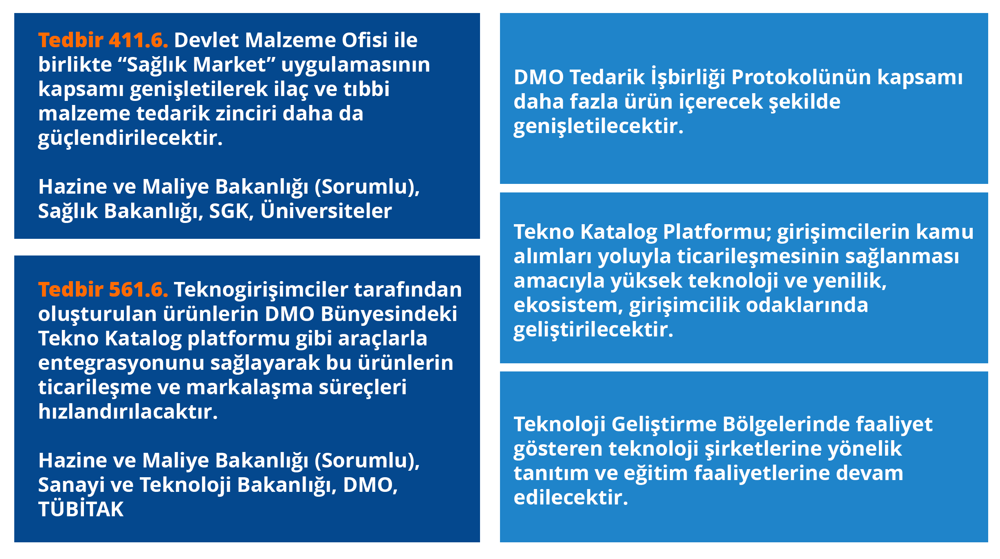 Tedbir 411.6. Devlet Malzeme Ofisi ile
birlikte “Sağlık Market” uygulamasının
kapsamı genişletilerek ilaç ve tıbbi
malzeme tedarik zinciri daha da
güçlendirilecektir.
Hazine ve Maliye Bakanlığı (Sorumlu),
Sağlık Bakanlığı, SGK, Üniversiteler
Tedbir 561.6. Teknogirişimciler tarafından
oluşturulan ürünlerin DMO Bünyesindeki
Tekno Katalog platformu gibi araçlarla
entegrasyonunu sağlayarak bu ürünlerin
ticarileşme ve markalaşma süreçleri
hızlandırılacaktır.
Hazine ve Maliye Bakanlığı (Sorumlu),
Sanayi ve Teknoloji Bakanlığı, DMO,
TÜBİTAK
DMO Tedarik İşbirliği Protokolünün kapsamı
daha fazla ürün içerecek şekilde
genişletilecektir.
Tekno Katalog Platformu; girişimcilerin kamu
alımları yoluyla ticarileşmesinin sağlanması
amacıyla yüksek teknoloji ve yenilik,
ekosistem, girişimcilik odaklarında
geliştirilecektir.
Teknoloji Geliştirme Bölgelerinde faaliyet
gösteren teknoloji şirketlerine yönelik
tanıtım ve eğitim faaliyetlerine devam
edilecektir.